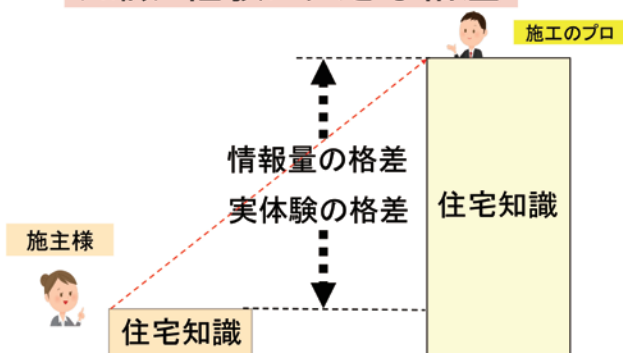 施工のプロ
情報量の格差
実体験の格差
住宅知識
施主様
住宅知識